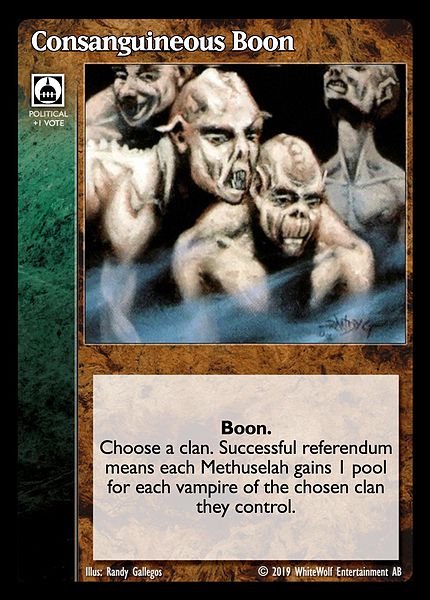 Consanguineous Boon
POLITICAL
+1 VOTE
Boon.
Choose a clan. Successful referendum
means each Methuselah gains 1 pool
for each vampire of the chosen clan
they control.
Illus: Randy Gallegos
© 2019 WhiteWolf Entertainment AB